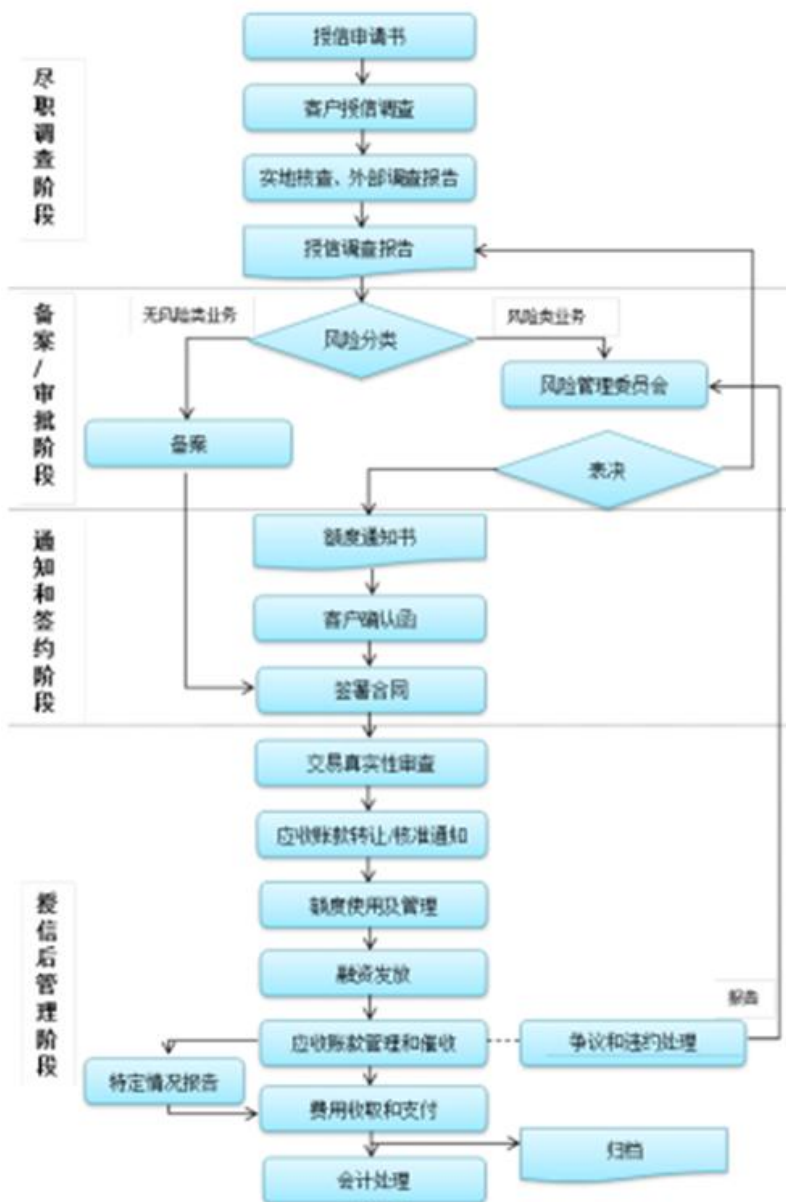 尽职调查阶段
授信申请书
客户授信调查
实地核查、外部调查报告
授信调查报告
备案/审批阶段
无风险类业务
风险分类
风险类业务
风险管理委员会
备案
表决
通知和签约阶段
额度通知书
客户确认函
签署合同
授信后管理阶段
交易真实性审查
应收账款转让/核准通知
额度使用及管理
融资发放
报告
应收账款管理和催收
争议和违约处理
特定情况报告
费用收取和支付
归档
会计处理